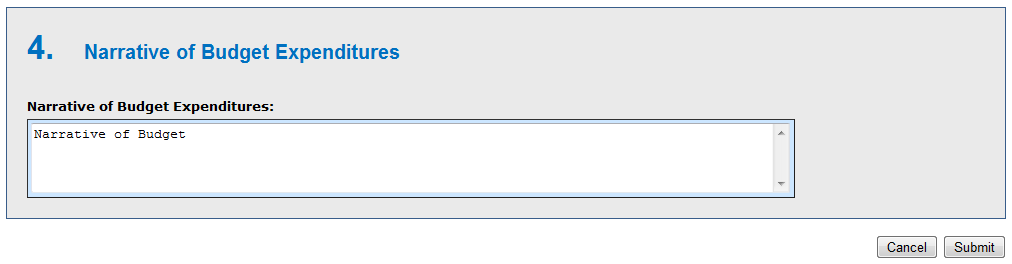 4. Narrative of Budget Expenditures
Narrative of Budget Expenditures:
Narrative of Budget
Cancel Submit